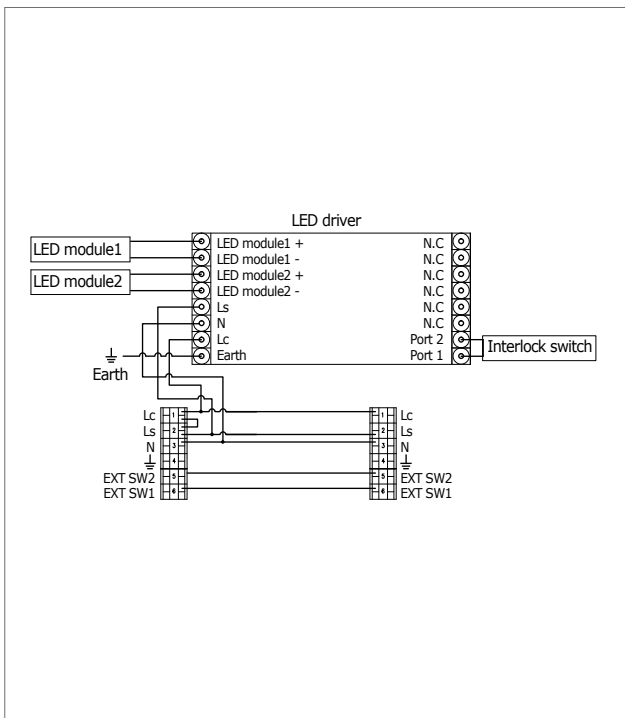 LED driver
LED module1
LED module2
LED module1 +
LED module1 -
LED module2 +
LED module2 -
Ls
N
Lc
Earth
N.C
N.C
N.C
N.C
N.C
N.C
Port 2
Port 1
Interlock switch
Earth
Lc
Ls
N
EXT SW2
EXT SW1
1
2
3
4
5
6
1
2
3
4
5
6
Lc
Ls
N
EXT SW2
EXT SW1